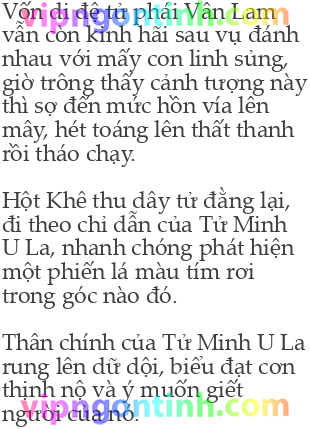 Vốn dĩ đệ tử phái Vân Lam
vẫn còn kinh hãi sau vụ đánh
nhau với mấy con linh sủng,
giờ trông thấy cảnh tượng này
thì sợ đến mức hồn vía lên
mây, hét toáng lên thất thanh
rồi tháo chạy.
Hột Khê thu dây tử đằng lại,
đi theo chỉ dẫn của Tử Minh
U La, nhanh chóng phát hiện
một phiến lá màu tím rơi
trong góc nào đó.
Thân chính của Tử Minh U La
rung lên dữ dội, biểu đạt cơn
thịnh nộ và ý muốn giết
người của nó.
vipngontinh.com
vipngontinh.com
vipngontinh.com